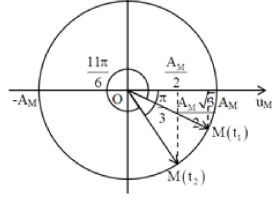 11π/6
A_M/2
-A_M
O
π/3
A_M√3/2
A_M
u_M
M(t₁)
M(t₂)